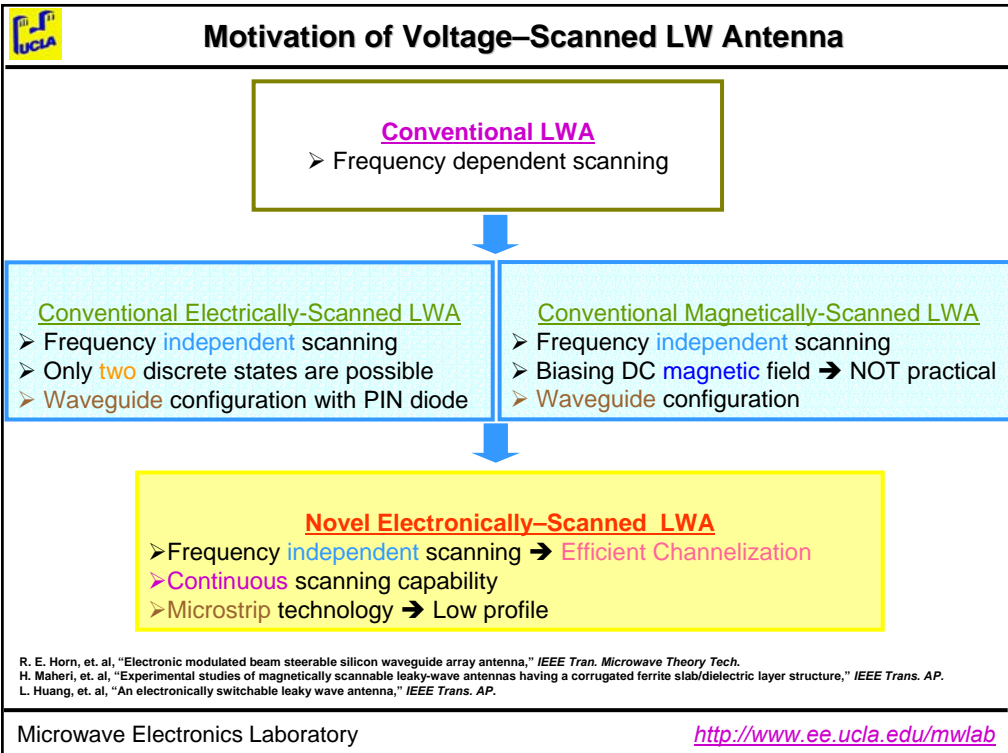 UCLA
Motivation of Voltage–Scanned LW Antenna
Conventional LWA
➢ Frequency dependent scanning
Conventional Electrically-Scanned LWA
➢ Frequency independent scanning
➢ Only two discrete states are possible
➢ Waveguide configuration with PIN diode
Conventional Magnetically-Scanned LWA
➢ Frequency independent scanning
➢ Biasing DC magnetic field ➔ NOT practical
➢ Waveguide configuration
Novel Electronically–Scanned LWA
➢Frequency independent scanning ➔ Efficient Channelization
➢Continuous scanning capability
➢Microstrip technology ➔ Low profile
R. E. Horn, et. al, “Electronic modulated beam steerable silicon waveguide array antenna,” IEEE Tran. Microwave Theory Tech.
H. Maheri, et. al, “Experimental studies of magnetically scannable leaky-wave antennas having a corrugated ferrite slab/dielectric layer structure,” IEEE Trans. AP.
L. Huang, et. al, “An electronically switchable leaky wave antenna,” IEEE Trans. AP.
Microwave Electronics Laboratory
http://www.ee.ucla.edu/mwlab